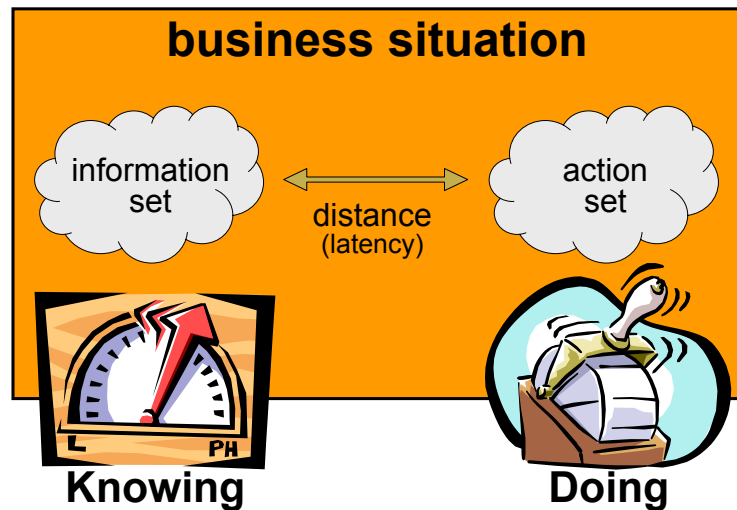 business situation
information
set
action
set
distance
(latency)
L
PH
Knowing
Doing